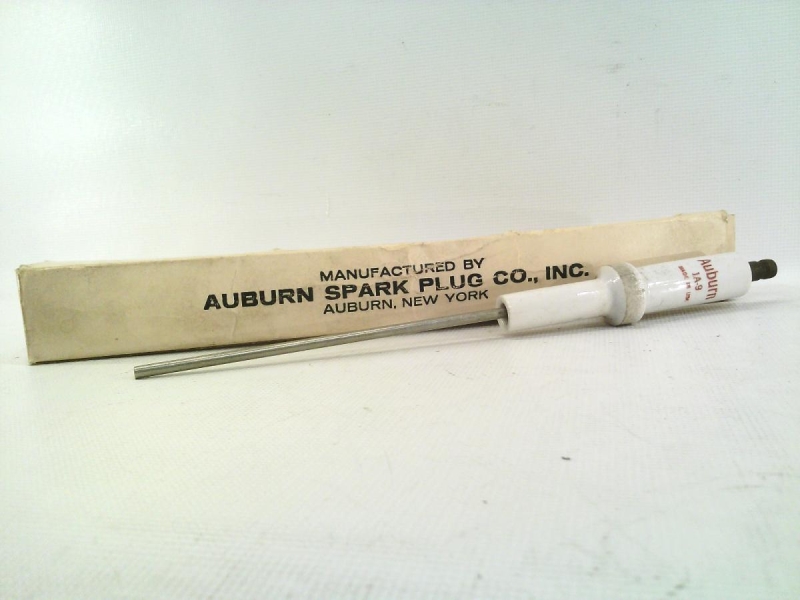 MANUFACTURED BY
AUBURN SPARK PLUG CO., INC.
AUBURN, NEW YORK
Auburn
IA-9